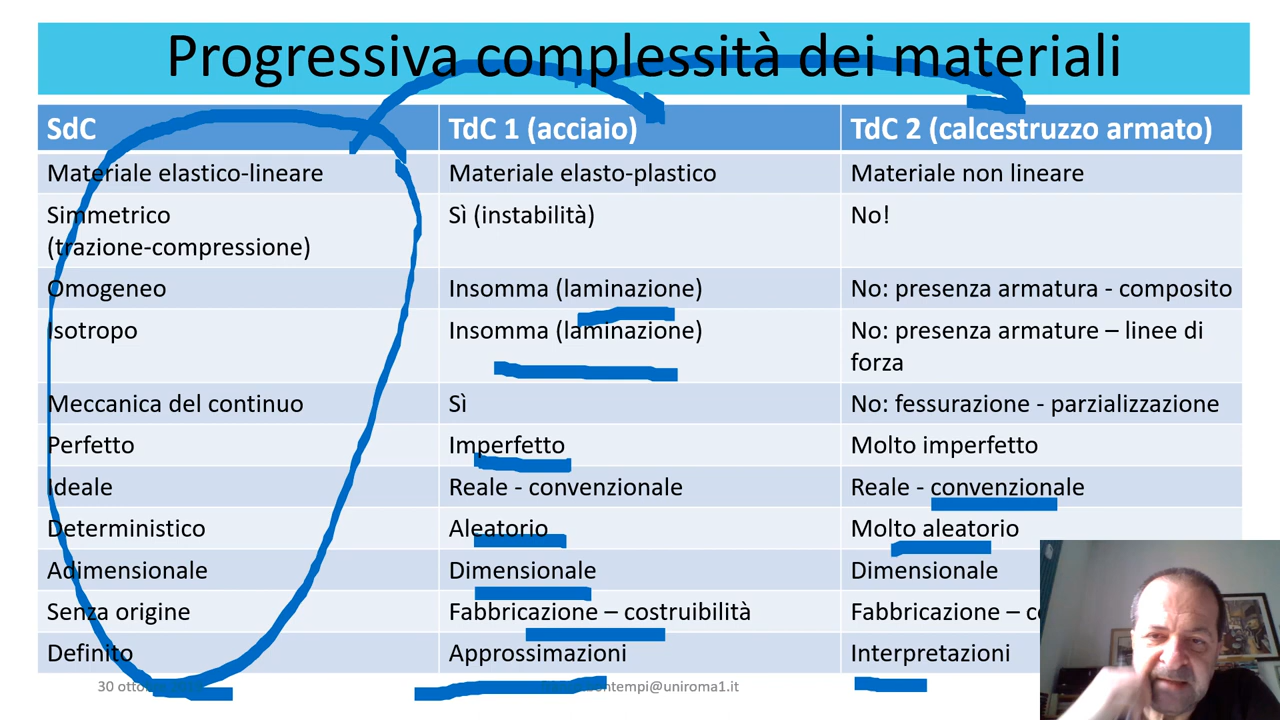 Progressiva complessità dei materiali
SdC
TdC 1 (acciaio)
TdC 2 (calcestruzzo armato)
Materiale elastico-lineare
Materiale elasto-plastico
Materiale non lineare
Simmetrico
(trazione-compressione)
Sì (instabilità)
No!
Omogeneo
Insomma (laminazione)
No: presenza armatura - composito
Isotropo
Insomma (laminazione)
No: presenza armature – linee di
forza
Meccanica del continuo
Sì
No: fessurazione - parzializzazione
Perfetto
Imperfetto
Molto imperfetto
Ideale
Reale - convenzionale
Reale - convenzionale
Deterministico
Aleatorio
Molto aleatorio
Adimensionale
Dimensionale
Dimensionale
Senza origine
Fabbricazione – costruibilità
Fabbricazione –
Definito
Approssimazioni
Interpretazioni
30